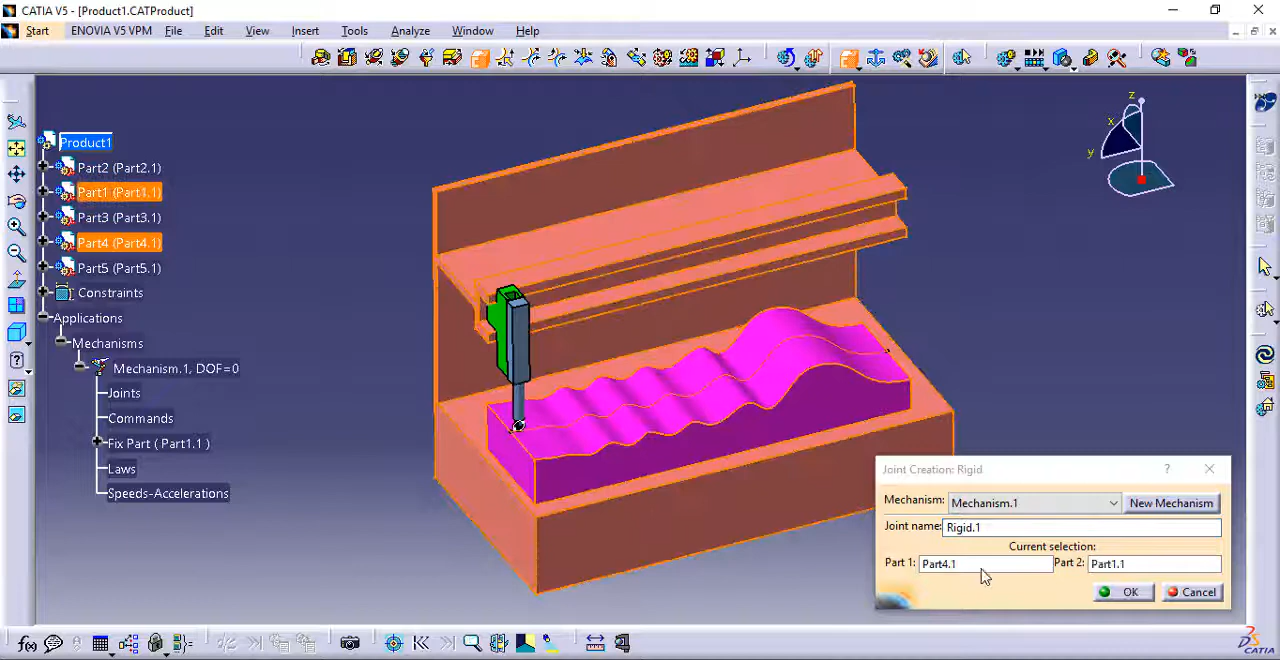 CATIA V5 - [Product1.CATProduct]
Start ENOVIA V5 VPM File Edit View Insert Tools Analyze Window Help
z
x
y
Product1
Part2 (Part2.1)
Part1 (Part1.1)
Part3 (Part3.1)
Part4 (Part4.1)
Part5 (Part5.1)
Constraints
Applications
Mechanisms
Mechanism.1, DOF=0
Joints
Commands
Fix Part ( Part1.1 )
Laws
Speeds-Accelerations
Joint Creation: Rigid ?
Mechanism: Mechanism.1 New Mechanism
Joint name: Rigid.1
Current selection:
Part 1: Part4.1 Part 2: Part1.1
OK Cancel
f(x)
CATIA